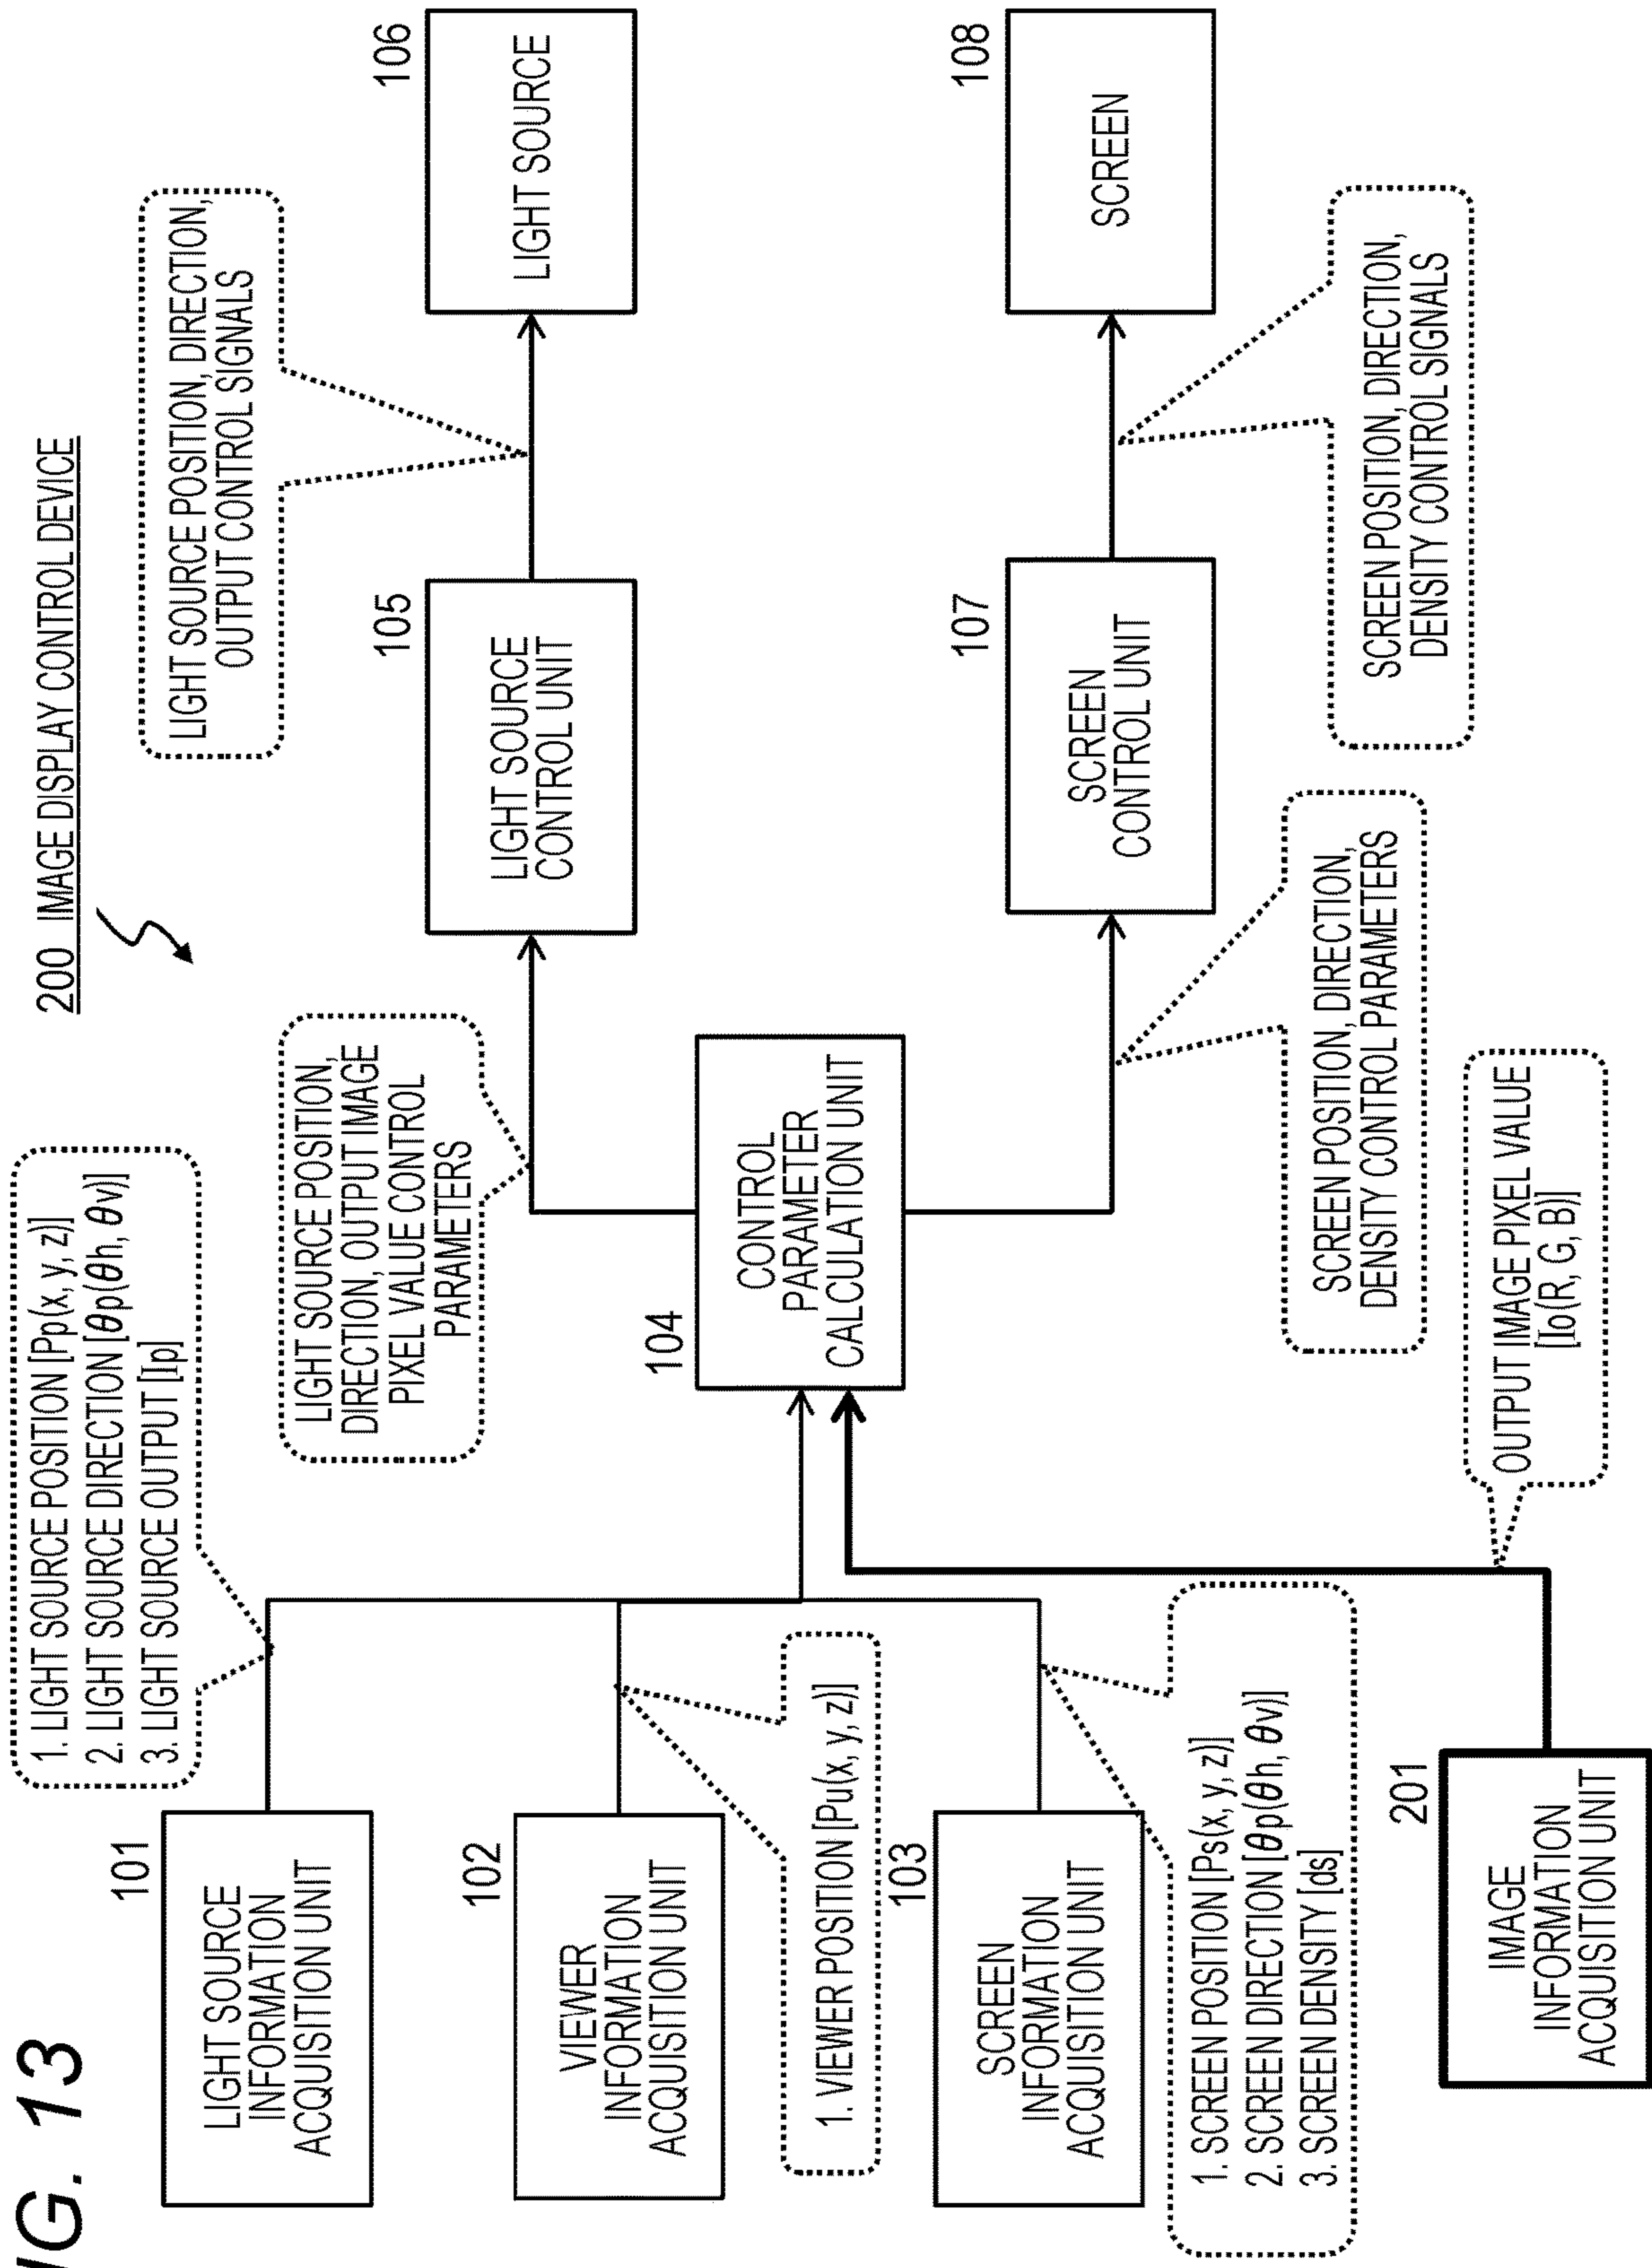 IG. 13
200 IMAGE DISPLAY CONTROL DEVICE
1. LIGHT SOURCE POSITION [Pp(x, y, z)]
2. LIGHT SOURCE DIRECTION [θp(θh, θv)]
3. LIGHT SOURCE OUTPUT [Ip]
LIGHT SOURCE POSITION, DIRECTION,
OUTPUT CONTROL SIGNALS
101
LIGHT SOURCE
INFORMATION
ACQUISITION UNIT
LIGHT SOURCE POSITION,
DIRECTION, OUTPUT IMAGE
PIXEL VALUE CONTROL
PARAMETERS
105
LIGHT SOURCE
CONTROL UNIT
106
LIGHT SOURCE
102
VIEWER
INFORMATION
ACQUISITION UNIT
1. VIEWER POSITION [Pu(x, y, z)]
104
CONTROL
PARAMETER
CALCULATION UNIT
103
SCREEN
INFORMATION
ACQUISITION UNIT
107
SCREEN
CONTROL UNIT
108
SCREEN
1. SCREEN POSITION [Ps(x, y, z)]
2. SCREEN DIRECTION [θp(θh, θv)]
3. SCREEN DENSITY [ds]
SCREEN POSITION, DIRECTION,
DENSITY CONTROL PARAMETERS
SCREEN POSITION, DIRECTION,
DENSITY CONTROL SIGNALS
201
IMAGE
INFORMATION
ACQUISITION UNIT
OUTPUT IMAGE PIXEL VALUE
[Io(R, G, B)]